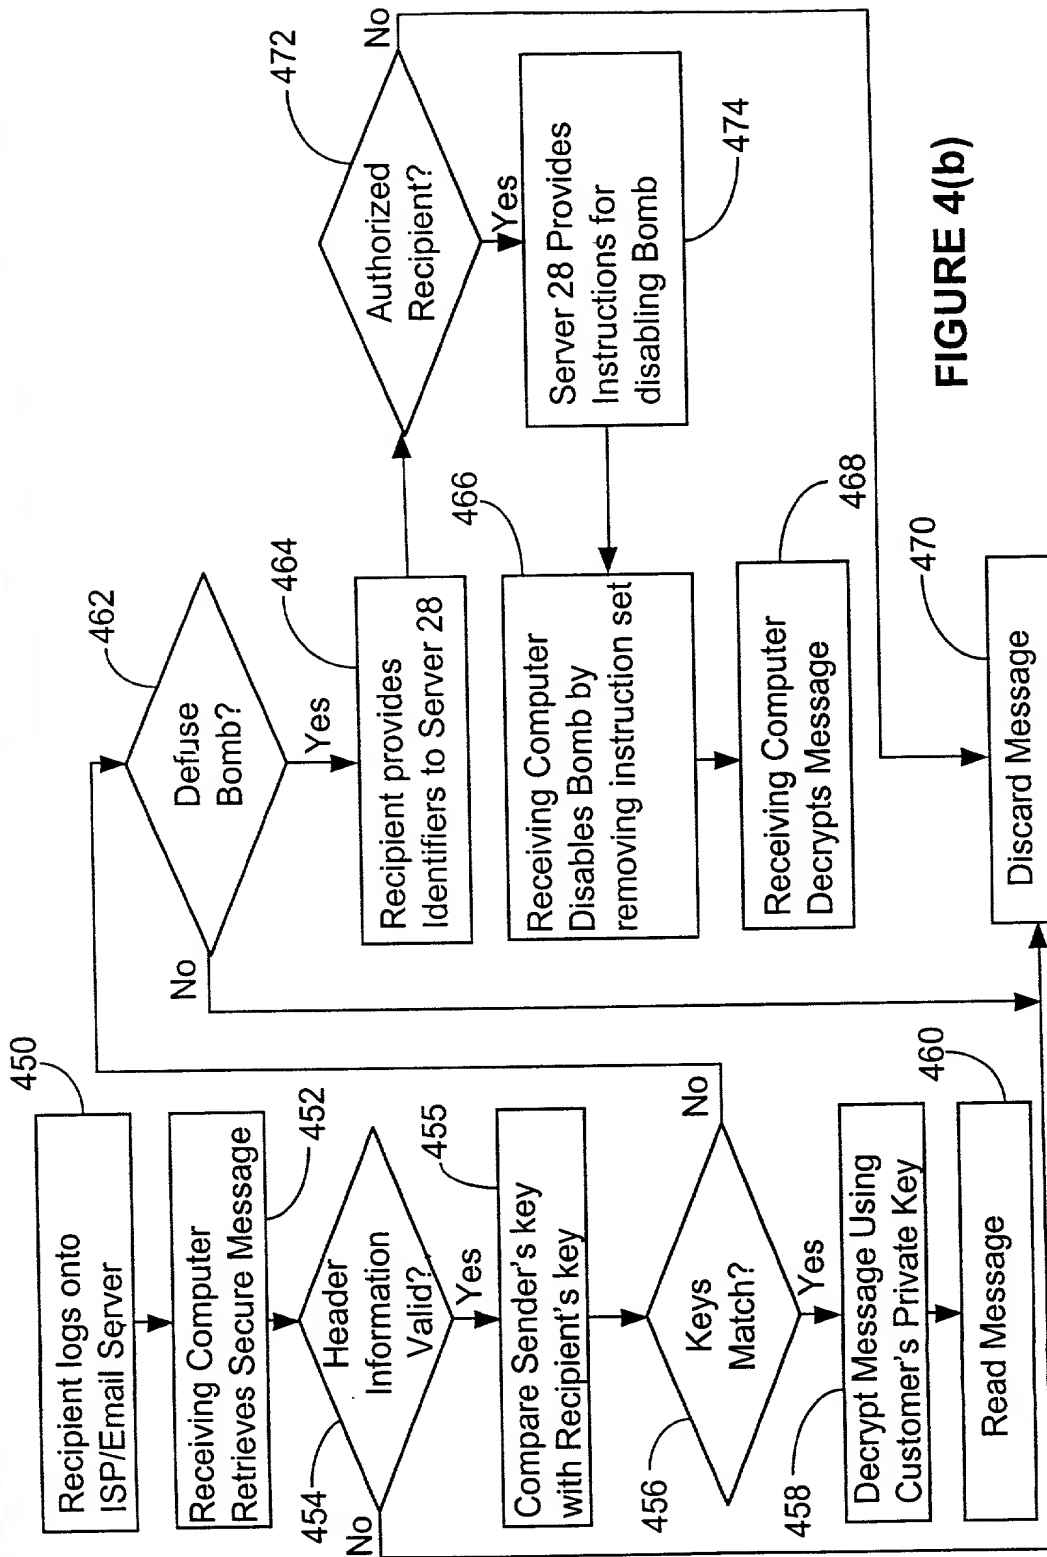 450
Recipient logs onto
ISP/Email Server
452
Receiving Computer
Retrieves Secure Message
454
Header
Information
Valid?
No
Yes
455
Compare Sender's key
with Recipient's key
456
Keys
Match?
No
Yes
458
Decrypt Message Using
Customer's Private Key
460
Read Message
462
Defuse
Bomb?
No
Yes
464
Recipient provides
Identifiers to Server 28
466
Receiving Computer
Disables Bomb by
removing instruction set
468
Receiving Computer
Decrypts Message
470
Discard Message
472
Authorized
Recipient?
No
Yes
Server 28 Provides
Instructions for
disabling Bomb
474
FIGURE 4(b)